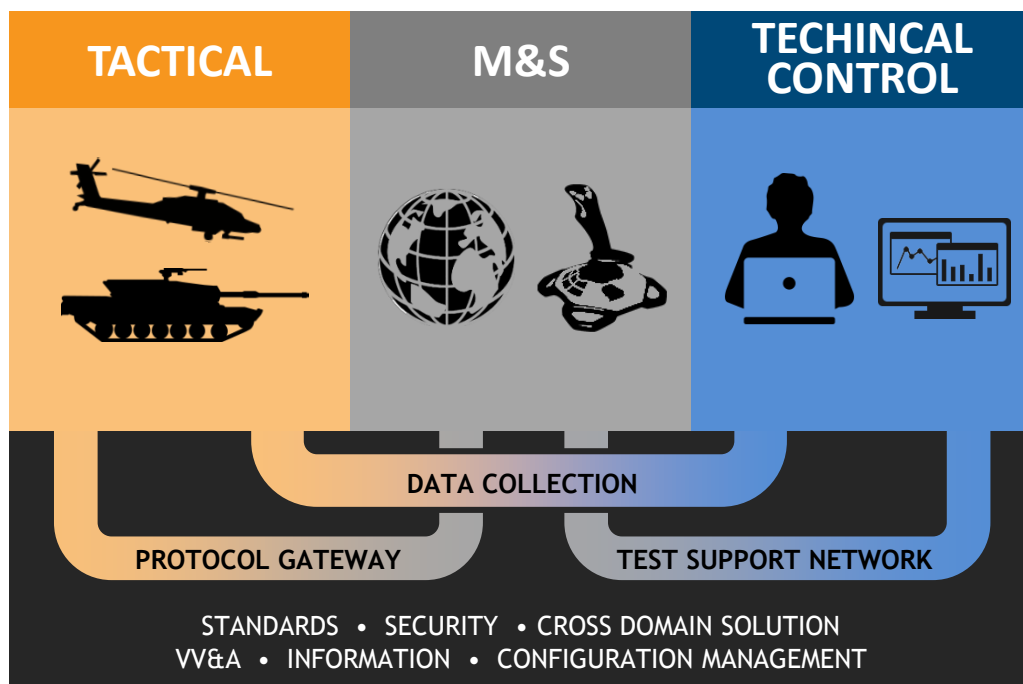 TACTICAL
M&S
TECHINCAL
CONTROL
DATA COLLECTION
PROTOCOL GATEWAY
TEST SUPPORT NETWORK
STANDARDS • SECURITY • CROSS DOMAIN SOLUTION
VV&A • INFORMATION • CONFIGURATION MANAGEMENT